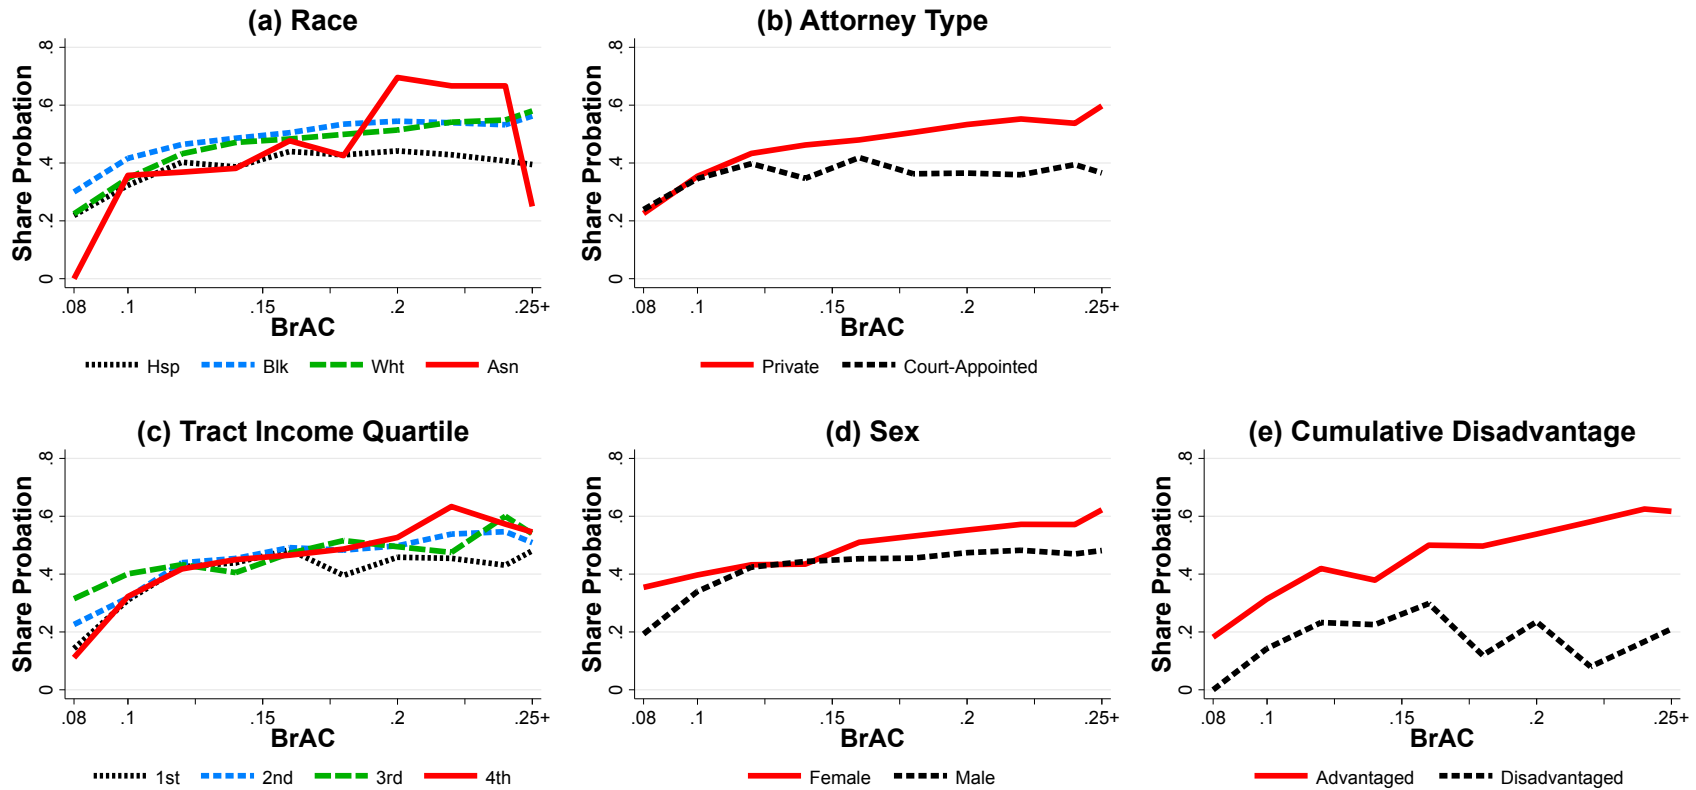 (a) Race
Share Probation
0 .2 .4 .6 .8
.08 .1 .15 .2 .25+
BrAC
Hsp Blk Wht Asn
(b) Attorney Type
Share Probation
0 .2 .4 .6 .8
.08 .1 .15 .2 .25+
BrAC
Private Court-Appointed
(c) Tract Income Quartile
Share Probation
0 .2 .4 .6 .8
.08 .1 .15 .2 .25+
BrAC
1st 2nd 3rd 4th
(d) Sex
Share Probation
0 .2 .4 .6 .8
.08 .1 .15 .2 .25+
BrAC
Female Male
(e) Cumulative Disadvantage
Share Probation
0 .2 .4 .6 .8
.08 .1 .15 .2 .25+
BrAC
Advantaged Disadvantaged